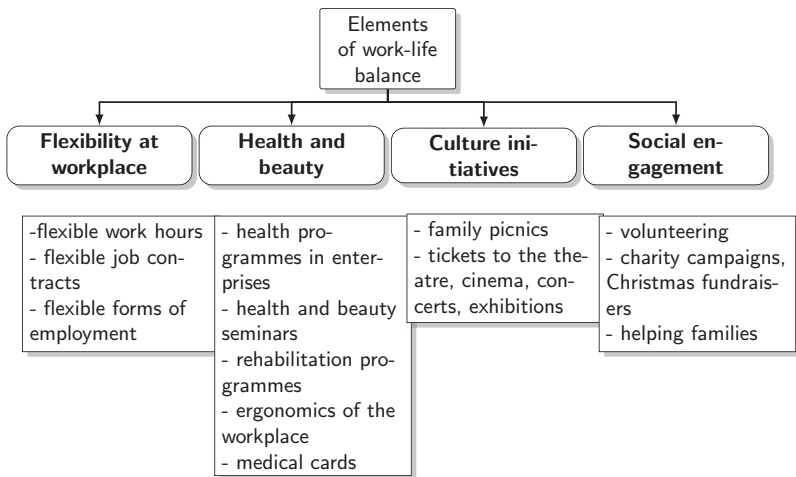 Elements
of work-life
balance
Flexibility at
workplace
Health and
beauty
Culture ini-
tiatives
Social en-
gagement
-flexible work hours
- flexible job con-
tracts
- flexible forms of
employment
- health pro-
grammes in enter-
prises
- health and beauty
seminars
- rehabilitation pro-
grammes
- ergonomics of the
workplace
- medical cards
- family picnics
- tickets to the the-
atre, cinema, con-
certs, exhibitions
- volunteering
- charity campaigns,
Christmas fundrais-
ers
- helping families